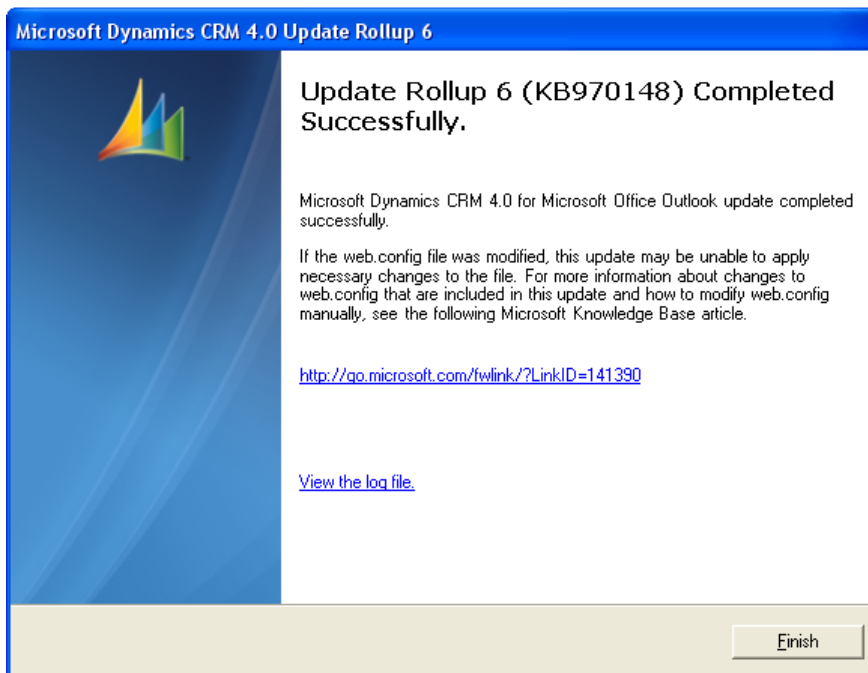 Microsoft Dynamics CRM 4.0 Update Rollup 6
Update Rollup 6 (KB970148) Completed
Successfully.
Microsoft Dynamics CRM 4.0 for Microsoft Office Outlook update completed
successfully.
If the web.config file was modified, this update may be unable to apply
necessary changes to the file. For more information about changes to
web.config that are included in this update and how to modify web.config
manually, see the following Microsoft Knowledge Base article.
http://go.microsoft.com/fwlink/?LinkID=141390
View the log file.
Finish